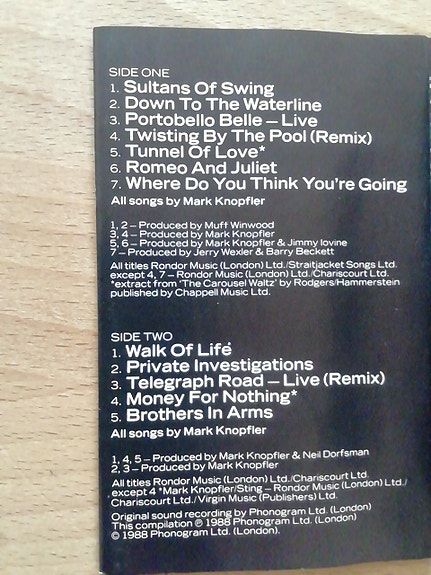 SIDE ONE
1. Sultans Of Swing
2. Down To The Waterline
3. Portobello Belle – Live
4. Twisting By The Pool (Remix)
5. Tunnel Of Love*
6. Romeo And Juliet
7. Where Do You Think You're Going
All songs by Mark Knopfler
1, 2 – Produced by Muff Winwood
3, 4 – Produced by Mark Knopfler
5, 6 – Produced by Mark Knopfler & Jimmy Iovine
7 – Produced by Jerry Wexler & Barry Beckett
All titles Rondor Music (London) Ltd./Straitjacket Songs Ltd.
except 4, 7 – Rondor Music (London) Ltd./Chariscourt Ltd.
*extract from 'The Carousel Waltz' by Rodgers/Hammerstein
published by Chappell Music Ltd.
SIDE TWO
1. Walk Of Life
2. Private Investigations
3. Telegraph Road – Live (Remix)
4. Money For Nothing*
5. Brothers In Arms
All songs by Mark Knopfler
1, 4, 5 – Produced by Mark Knopfler & Neil Dorfsman
2, 3 – Produced by Mark Knopfler
All titles Rondor Music (London) Ltd./Chariscourt Ltd.
except 4 *Mark Knopfler/Sting – Rondor Music (London) Ltd./
Chariscourt Ltd./Virgin Music (Publishers) Ltd.
Original sound recording by Phonogram Ltd. (London)
This compilation ℗ 1988 Phonogram Ltd. (London)
© 1988 Phonogram Ltd. (London).